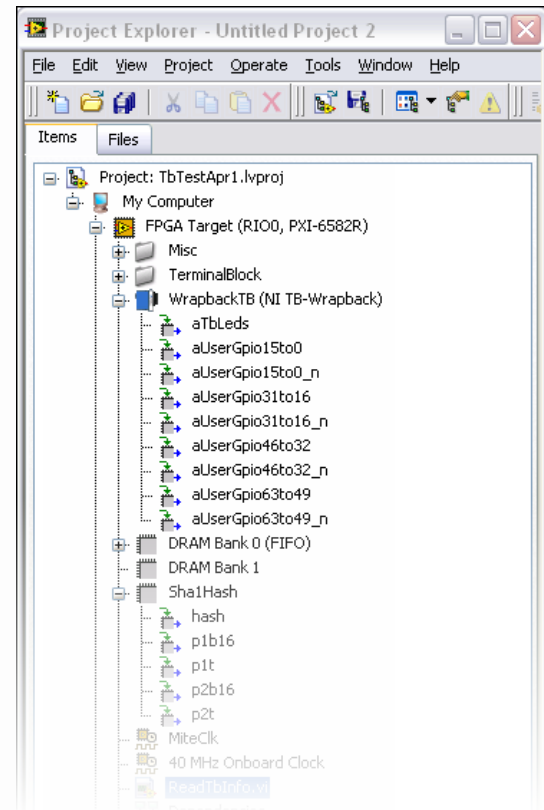 Project Explorer - Untitled Project 2
File Edit View Project Operate Tools Window Help
Items Files
Project: TbTestApr1.lvproj
My Computer
FPGA Target (RIO0, PXI-6582R)
Misc
TerminalBlock
WrapbackTB (NI TB-Wrapback)
aTbLeds
aUserGpio15to0
aUserGpio15to0_n
aUserGpio31to16
aUserGpio31to16_n
aUserGpio46to32
aUserGpio46to32_n
aUserGpio63to49
aUserGpio63to49_n
DRAM Bank 0 (FIFO)
DRAM Bank 1
Sha1Hash
hash
p1b16
p1t
p2b16
p2t
MiteClk
40 MHz Onboard Clock
ReadTbInfo.vi